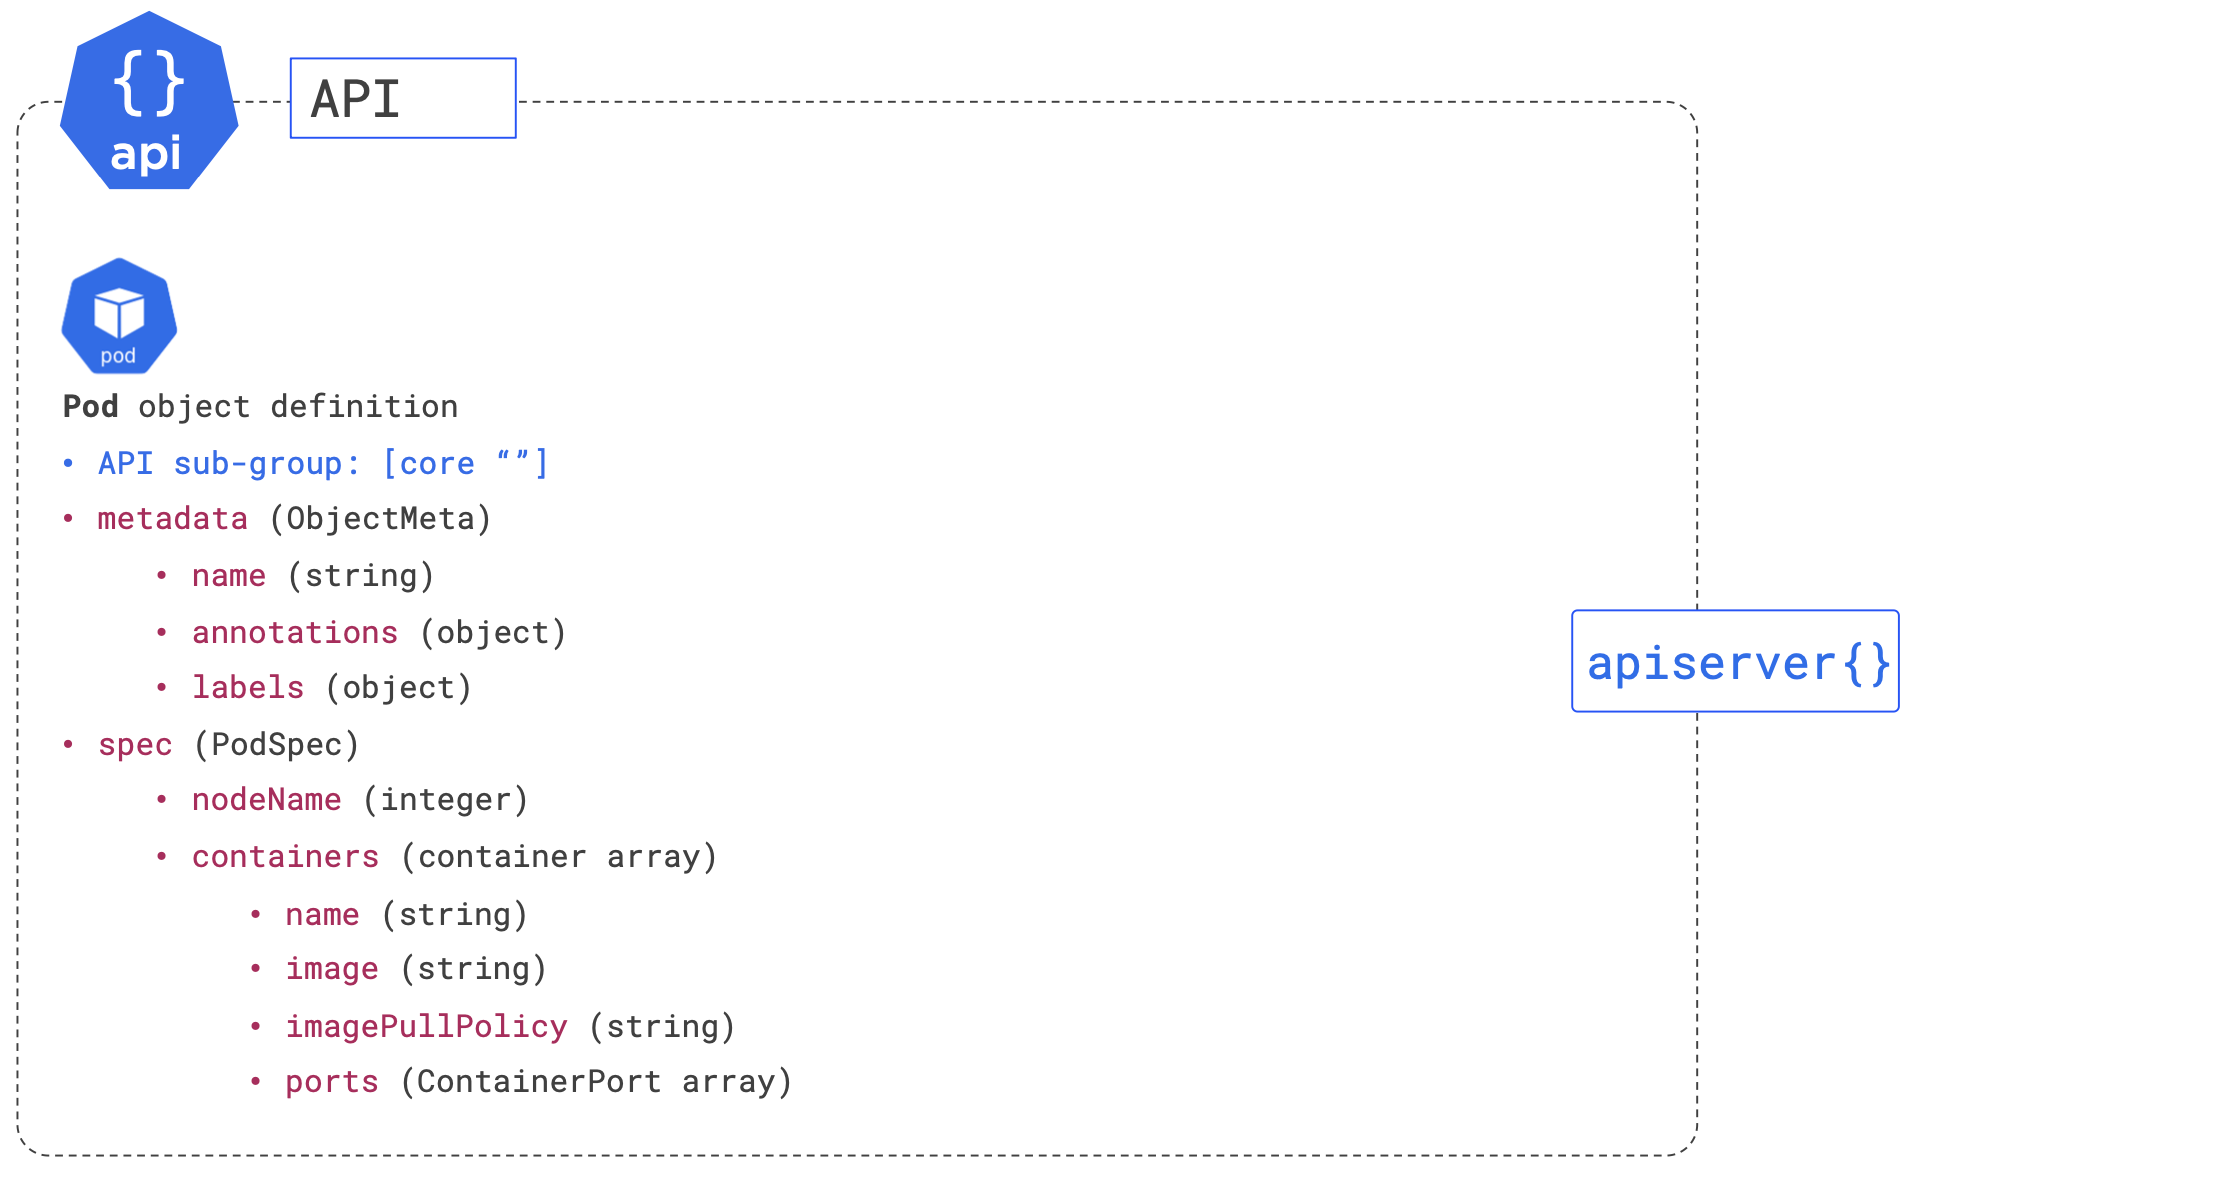 {}
api
API
pod
Pod object definition
• API sub-group: [core “”]
• metadata (ObjectMeta)
• name (string)
• annotations (object)
• labels (object)
• spec (PodSpec)
• nodeName (integer)
• containers (container array)
• name (string)
• image (string)
• imagePullPolicy (string)
• ports (ContainerPort array)
apiserver{}